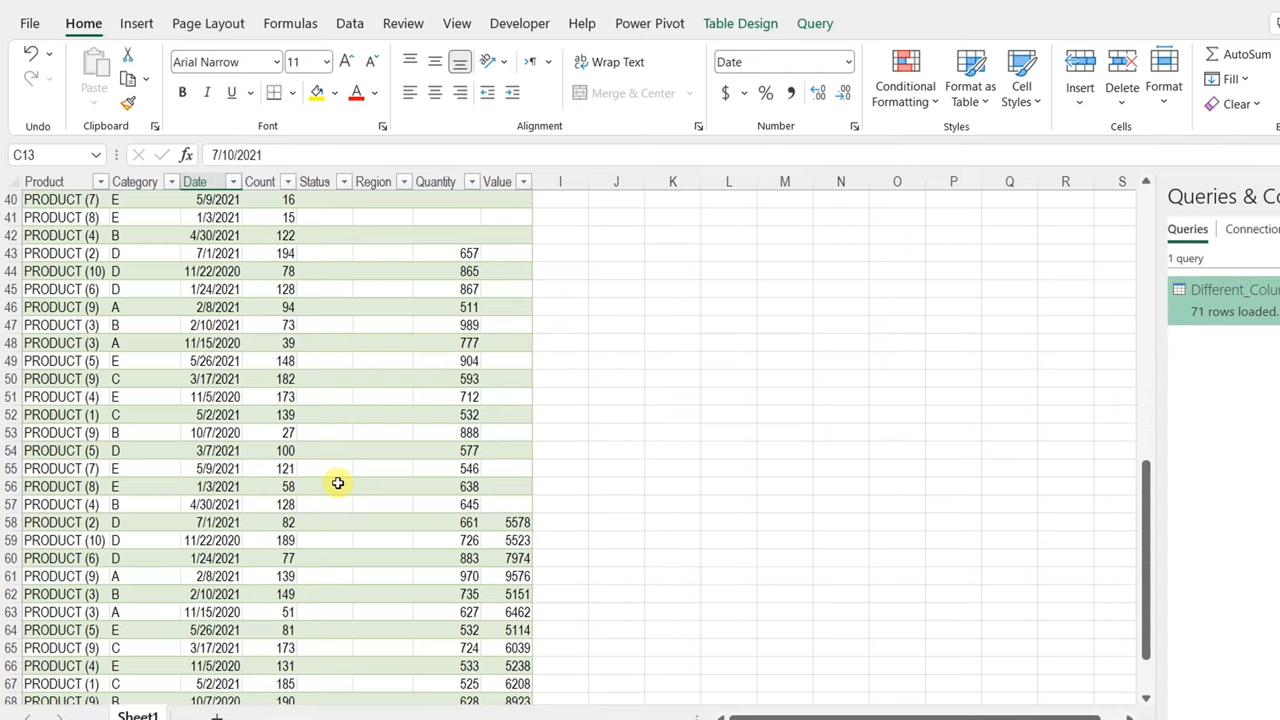 File Home Insert Page Layout Formulas Data Review View Developer Help Power Pivot Table Design Query
Arial Narrow 11 Wrap Text Date AutoSum
Paste B I U A Merge & Center $ % Conditional Formatting Format as Table Cell Styles Insert Delete Format Fill
Clear
Undo Clipboard Font Alignment Number Styles Cells
C13 fx 7/10/2021
Product Category Date Count Status Region Quantity Value I J K L M N O P Q R S
40 PRODUCT (7) E 5/9/2021 16
41 PRODUCT (8) E 1/3/2021 15
42 PRODUCT (4) B 4/30/2021 122
43 PRODUCT (2) D 7/1/2021 194 657
44 PRODUCT (10) D 11/22/2020 78 865
45 PRODUCT (6) D 1/24/2021 128 867
46 PRODUCT (9) A 2/8/2021 94 511
47 PRODUCT (3) B 2/10/2021 73 989
48 PRODUCT (3) A 11/15/2020 39 777
49 PRODUCT (5) E 5/26/2021 148 904
50 PRODUCT (9) C 3/17/2021 182 593
51 PRODUCT (4) E 11/5/2020 173 712
52 PRODUCT (1) C 5/2/2021 139 532
53 PRODUCT (9) B 10/7/2020 27 888
54 PRODUCT (5) D 3/7/2021 100 577
55 PRODUCT (7) E 5/9/2021 121 546
56 PRODUCT (8) E 1/3/2021 58 638
57 PRODUCT (4) B 4/30/2021 128 645
58 PRODUCT (2) D 7/1/2021 82 661 5578
59 PRODUCT (10) D 11/22/2020 189 726 5523
60 PRODUCT (6) D 1/24/2021 77 883 7974
61 PRODUCT (9) A 2/8/2021 139 970 9576
62 PRODUCT (3) B 2/10/2021 149 735 5151
63 PRODUCT (3) A 11/15/2020 51 627 6462
64 PRODUCT (5) E 5/26/2021 81 532 5114
65 PRODUCT (9) C 3/17/2021 173 724 6039
66 PRODUCT (4) E 11/5/2020 131 533 5238
67 PRODUCT (1) C 5/2/2021 185 525 6208
68 PRODUCT (9) B 10/7/2020 190 628 8923
Sheet1
Queries & Co
Queries Connection
1 query
Different_Colu
71 rows loaded.